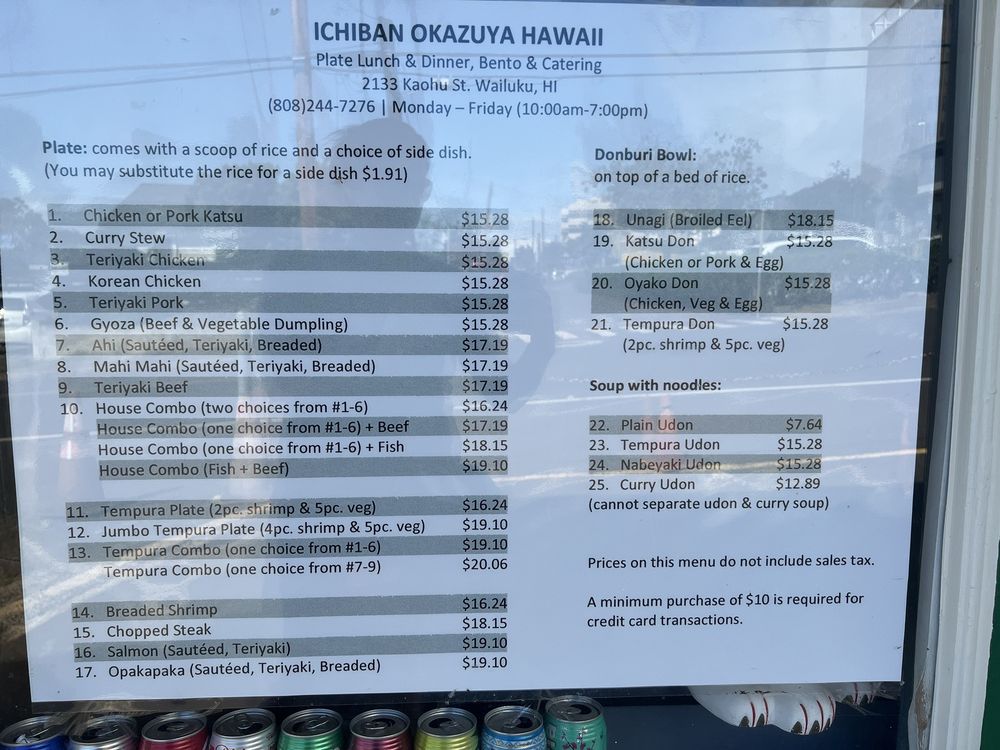 ICHIBAN OKAZUYA HAWAII
Plate Lunch & Dinner, Bento & Catering
2133 Kaohu St. Wailuku, HI
(808)244-7276 | Monday – Friday (10:00am-7:00pm)
Plate: comes with a scoop of rice and a choice of side dish.
(You may substitute the rice for a side dish $1.91)
1. Chicken or Pork Katsu $15.28
2. Curry Stew $15.28
3. Teriyaki Chicken $15.28
4. Korean Chicken $15.28
5. Teriyaki Pork $15.28
6. Gyoza (Beef & Vegetable Dumpling) $15.28
7. Ahi (Sautéed, Teriyaki, Breaded) $17.19
8. Mahi Mahi (Sautéed, Teriyaki, Breaded) $17.19
9. Teriyaki Beef $17.19
10. House Combo (two choices from #1-6) $16.24
House Combo (one choice from #1-6) + Beef $17.19
House Combo (one choice from #1-6) + Fish $18.15
House Combo (Fish + Beef) $19.10
11. Tempura Plate (2pc. shrimp & 5pc. veg) $16.24
12. Jumbo Tempura Plate (4pc. shrimp & 5pc. veg) $19.10
13. Tempura Combo (one choice from #1-6) $19.10
Tempura Combo (one choice from #7-9) $20.06
14. Breaded Shrimp $16.24
15. Chopped Steak $18.15
16. Salmon (Sautéed, Teriyaki) $19.10
17. Opakapaka (Sautéed, Teriyaki, Breaded) $19.10
Donburi Bowl:
on top of a bed of rice.
18. Unagi (Broiled Eel) $18.15
19. Katsu Don $15.28
(Chicken or Pork & Egg)
20. Oyako Don $15.28
(Chicken, Veg & Egg)
21. Tempura Don $15.28
(2pc. shrimp & 5pc. veg)
Soup with noodles:
22. Plain Udon $7.64
23. Tempura Udon $15.28
24. Nabeyaki Udon $15.28
25. Curry Udon $12.89
(cannot separate udon & curry soup)
Prices on this menu do not include sales tax.
A minimum purchase of $10 is required for
credit card transactions.